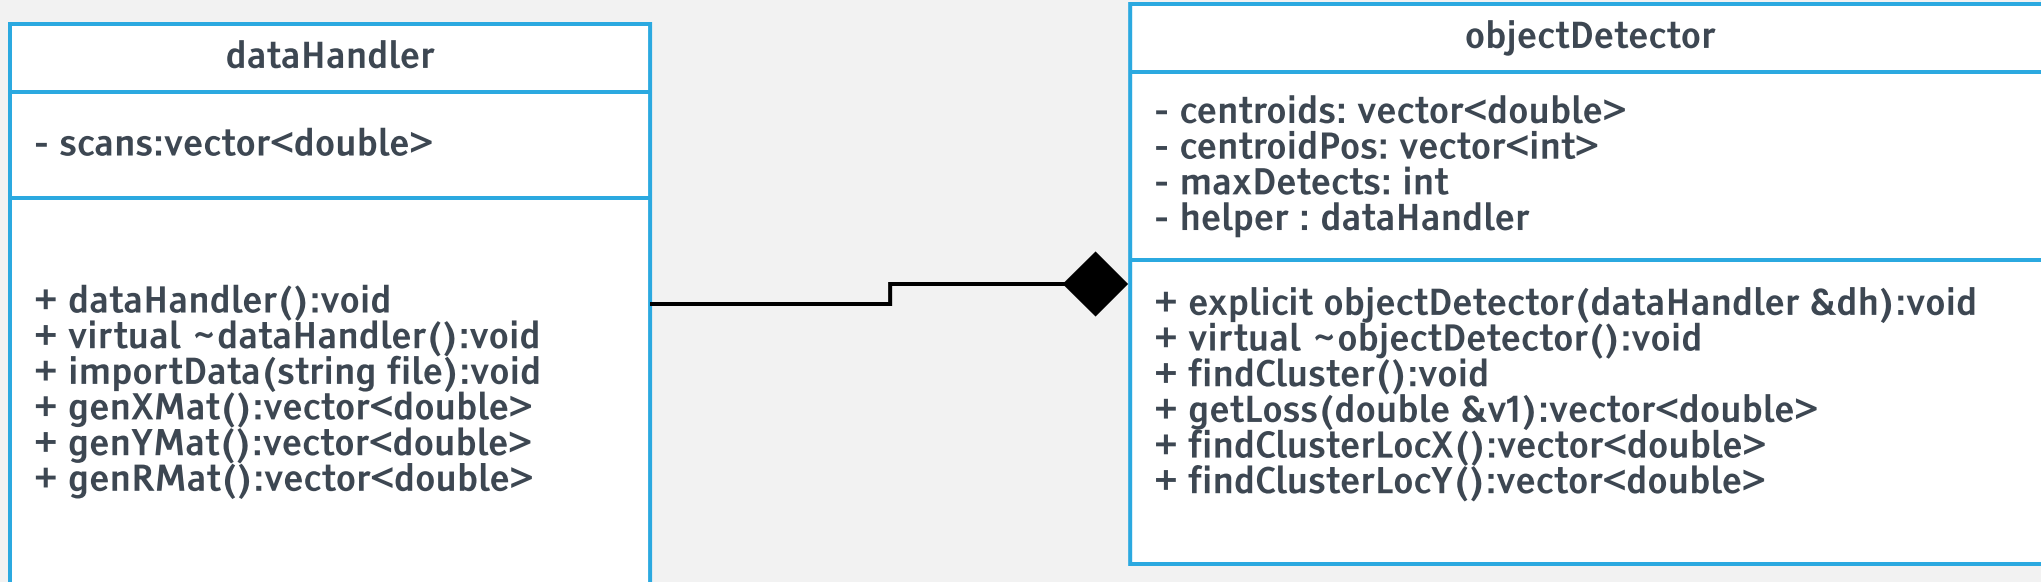 dataHandler
- scans:vector<double>
+ dataHandler():void
+ virtual ~dataHandler():void
+ importData(string file):void
+ genXMat():vector<double>
+ genYMat():vector<double>
+ genRMat():vector<double>
objectDetector
- centroids: vector<double>
- centroidPos: vector<int>
- maxDetects: int
- helper : dataHandler
+ explicit objectDetector(dataHandler &dh):void
+ virtual ~objectDetector():void
+ findCluster():void
+ getLoss(double &v1):vector<double>
+ findClusterLocX():vector<double>
+ findClusterLocY():vector<double>